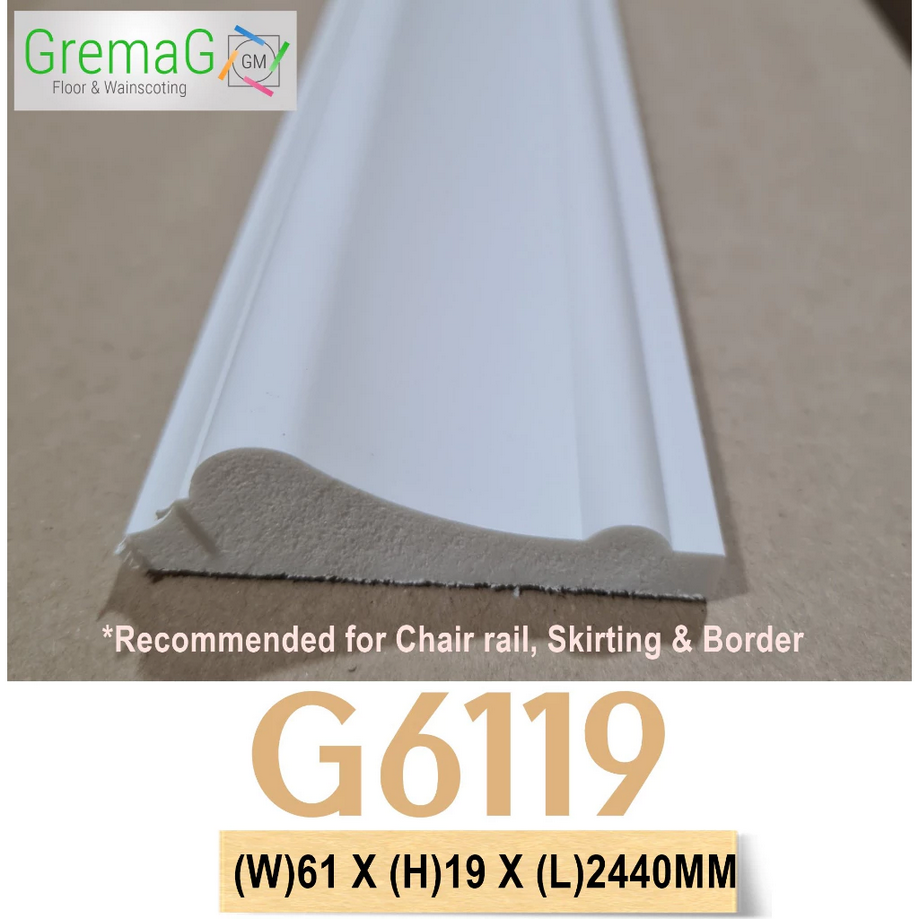 GremaG
GM
Floor & Wainscoting
*Recommended for Chair rail, Skirting & Border
G6119
(W)61 X (H)19 X (L)2440MM